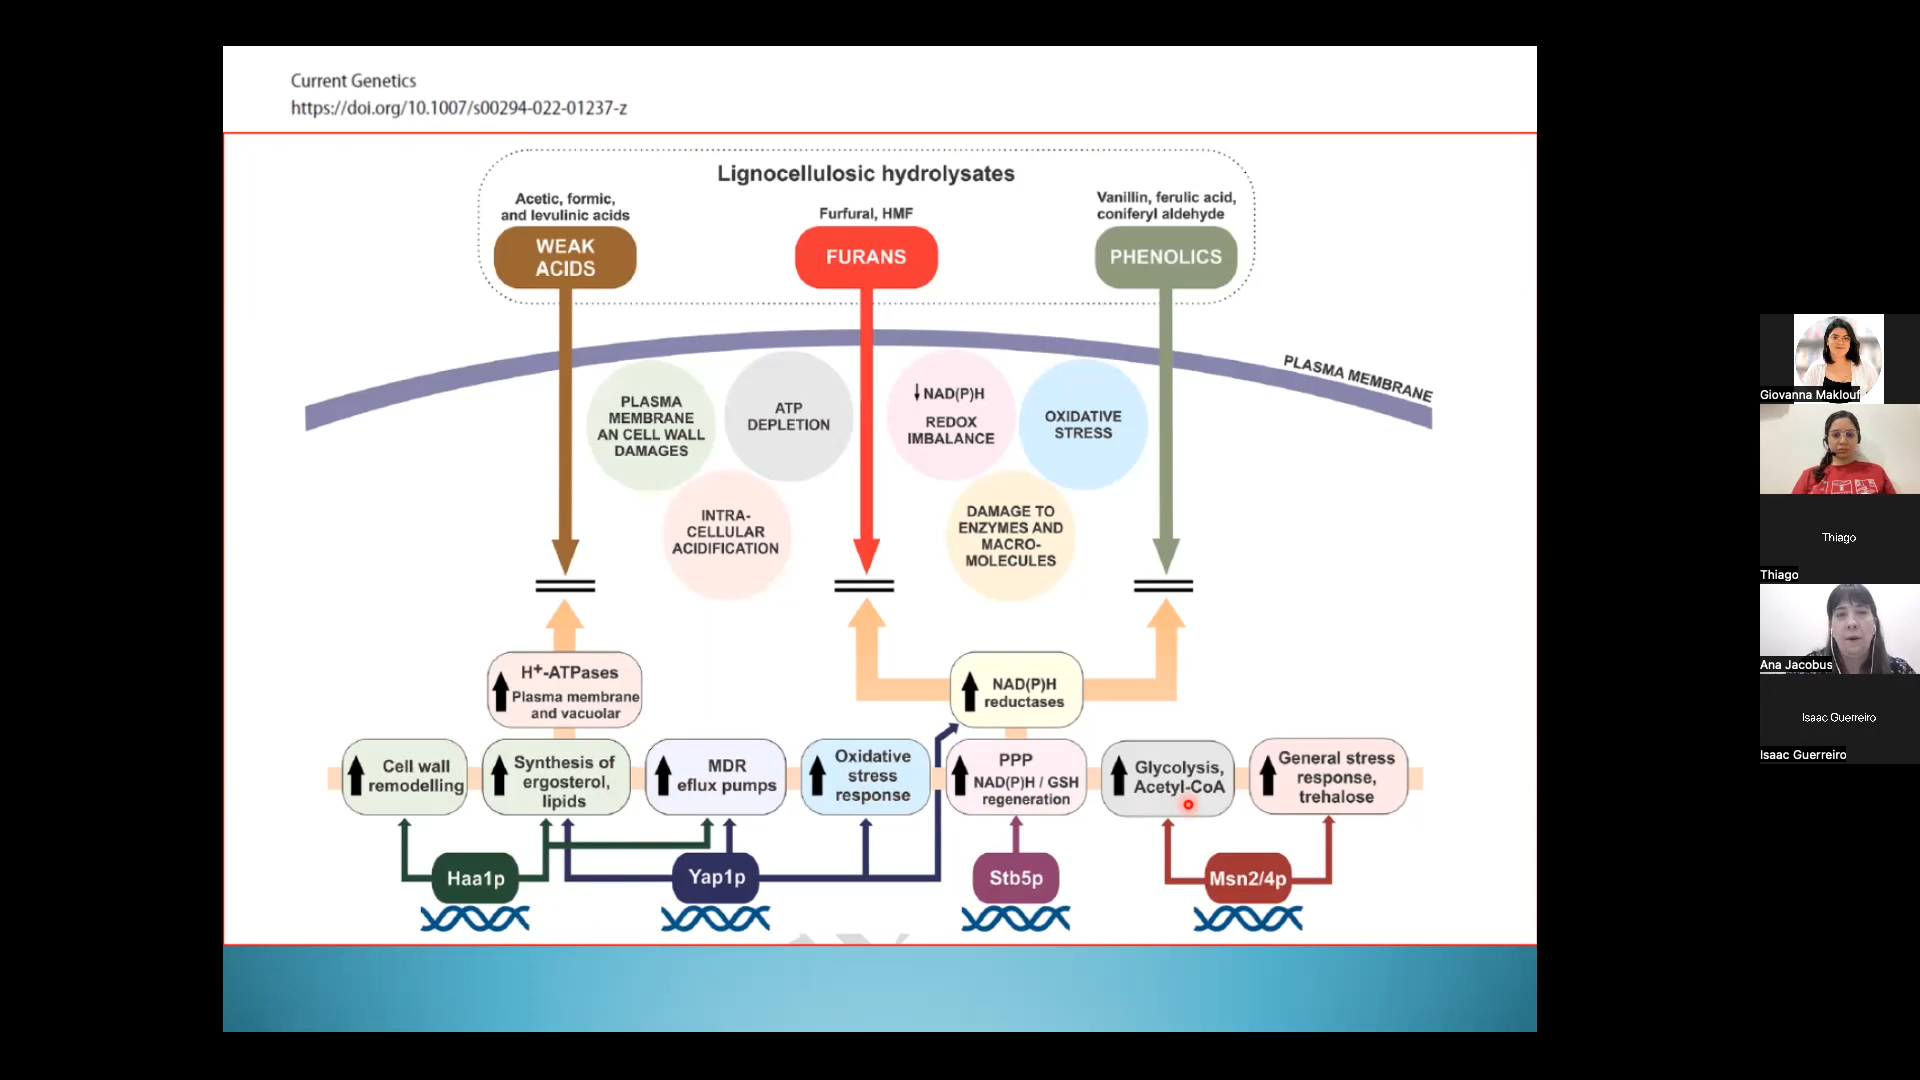 Current Genetics
https://doi.org/10.1007/s00294-022-01237-z
Lignocellulosic hydrolysates
Acetic, formic,
and levulinic acids
Furfural, HMF
Vanillin, ferulic acid,
coniferyl aldehyde
WEAK
ACIDS
FURANS
PHENOLICS
PLASMA MEMBRANE
PLASMA
MEMBRANE
AN CELL WALL
DAMAGES
ATP
DEPLETION
↓NAD(P)H
REDOX
IMBALANCE
OXIDATIVE
STRESS
INTRA-
CELLULAR
ACIDIFICATION
DAMAGE TO
ENZYMES AND
MACRO-
MOLECULES
H+-ATPases
Plasma membrane
and vacuolar
NAD(P)H
reductases
Cell wall
remodelling
Synthesis of
ergosterol,
lipids
MDR
eflux pumps
Oxidative
stress
response
PPP
NAD(P)H / GSH
regeneration
Glycolysis,
Acetyl-CoA
General stress
response,
trehalose
Haa1p
Yap1p
Stb5p
Msn2/4p
Giovanna Maklouf
Thiago
Thiago
Ana Jacobus
Isaac Guerreiro
Isaac Guerreiro